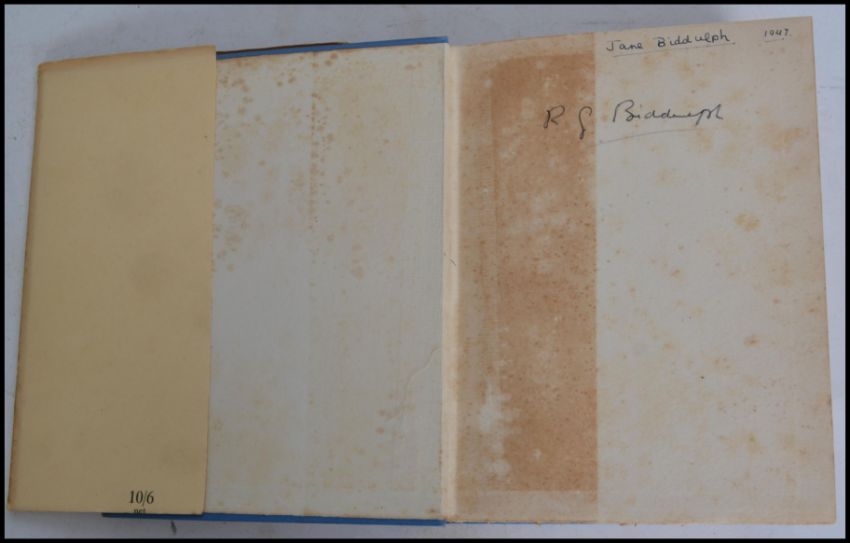 Jane Biddulph 1947.
R G Biddulph
10/6
net